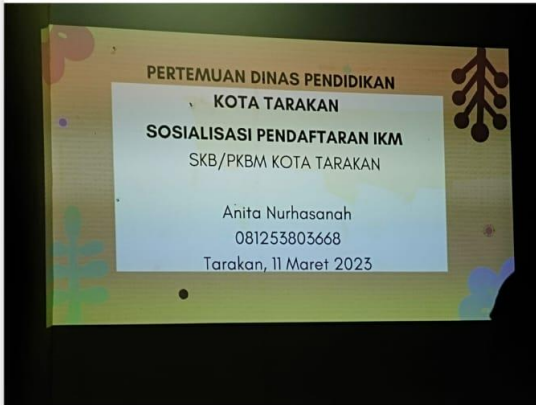 PERTEMUAN DINAS PENDIDIKAN
KOTA TARAKAN
SOSIALISASI PENDAFTARAN IKM
SKB/PKBM KOTA TARAKAN
Anita Nurhasanah
081253803668
Tarakan, 11 Maret 2023